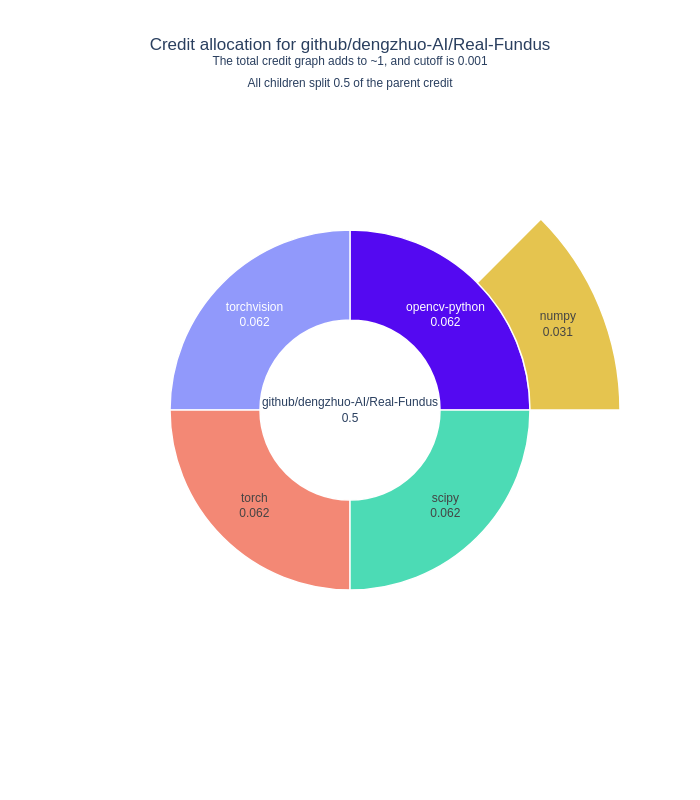 Credit allocation for github/dengzhuo-AI/Real-Fundus
The total credit graph adds to ~1, and cutoff is 0.001
All children split 0.5 of the parent credit
torchvision
0.062
opencv-python
0.062
numpy
0.031
github/dengzhuo-AI/Real-Fundus
0.5
torch
0.062
scipy
0.062